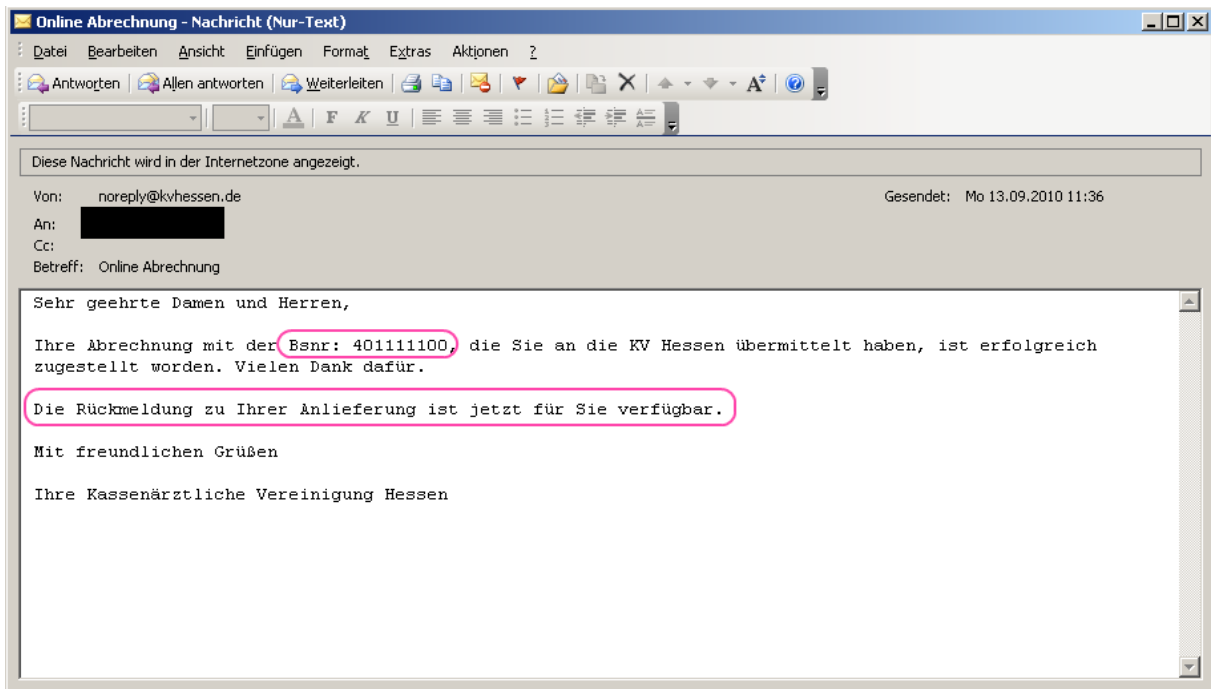 Online Abrechnung - Nachricht (Nur-Text)
Datei Bearbeiten Ansicht Einfügen Format Extras Aktionen ?
Antworten Allen antworten Weiterleiten
F K U
Diese Nachricht wird in der Internetzone angezeigt.
Von: noreply@kvhessen.de Gesendet: Mo 13.09.2010 11:36
An:
Cc:
Betreff: Online Abrechnung
Sehr geehrte Damen und Herren,
Ihre Abrechnung mit der Bsnr: 401111100, die Sie an die KV Hessen übermittelt haben, ist erfolgreich
zugestellt worden. Vielen Dank dafür.
Die Rückmeldung zu Ihrer Anlieferung ist jetzt für Sie verfügbar.
Mit freundlichen Grüßen
Ihre Kassenärztliche Vereinigung Hessen